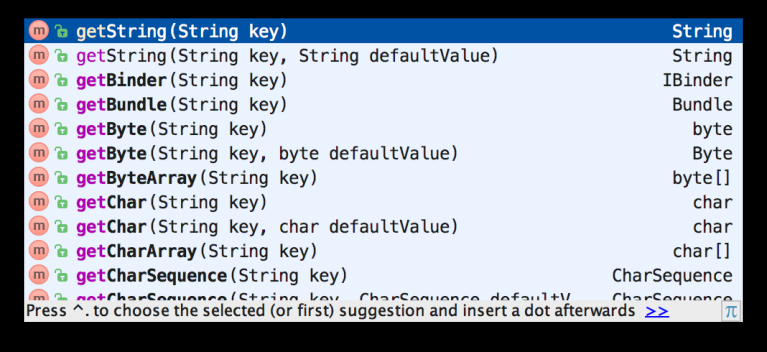 m getString(String key) String
m getString(String key, String defaultValue) String
m getBinder(String key) IBinder
m getBundle(String key) Bundle
m getByte(String key) byte
m getByte(String key, byte defaultValue) Byte
m getByteArray(String key) byte[]
m getChar(String key) char
m getChar(String key, char defaultValue) char
m getCharArray(String key) char[]
m getCharSequence(String key) CharSequence
m getCharSequence(String key, CharSequence defaultV CharSequence
Press ^. to choose the selected (or first) suggestion and insert a dot afterwards >> π